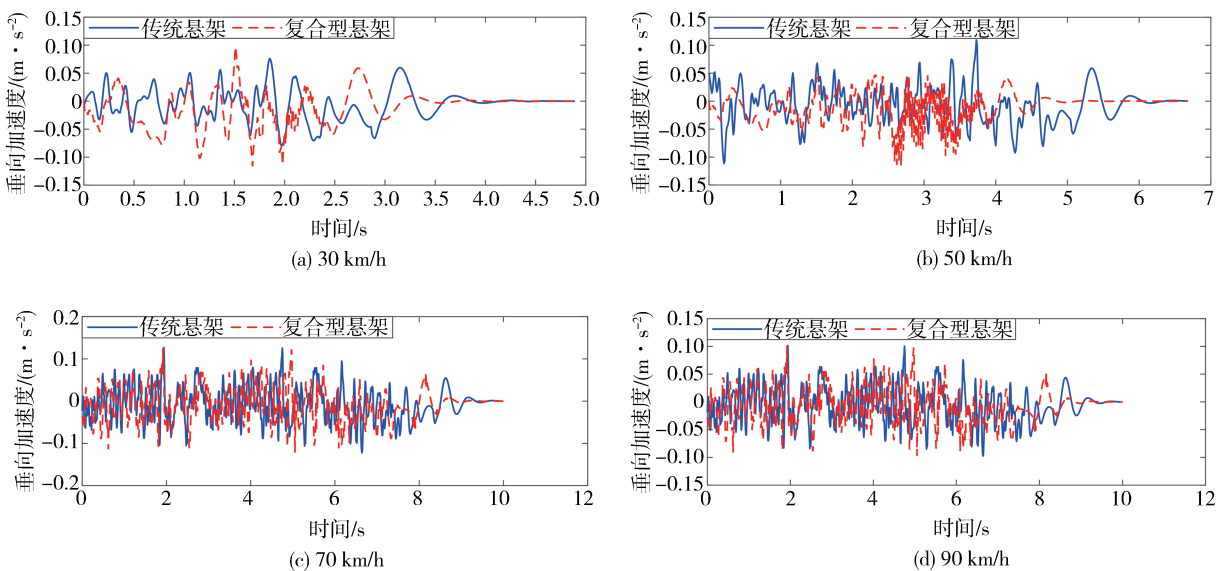 传统悬架 复合型悬架
垂向加速度/(m·s⁻²)
0.15
0.10
0.05
0
−0.05
−0.10
−0.15
0 0.5 1.0 1.5 2.0 2.5 3.0 3.5 4.0 4.5 5.0
时间/s
(a) 30 km/h
传统悬架 复合型悬架
垂向加速度/(m·s⁻²)
0.15
0.10
0.05
0
−0.05
−0.10
−0.15
0 1 2 3 4 5 6 7
时间/s
(b) 50 km/h
传统悬架 复合型悬架
垂向加速度/(m·s⁻²)
0.2
0.1
0
−0.1
−0.2
0 2 4 6 8 10 12
时间/s
(c) 70 km/h
传统悬架 复合型悬架
垂向加速度/(m·s⁻²)
0.15
0.10
0.05
0
−0.05
−0.10
−0.15
0 2 4 6 8 10 12
时间/s
(d) 90 km/h